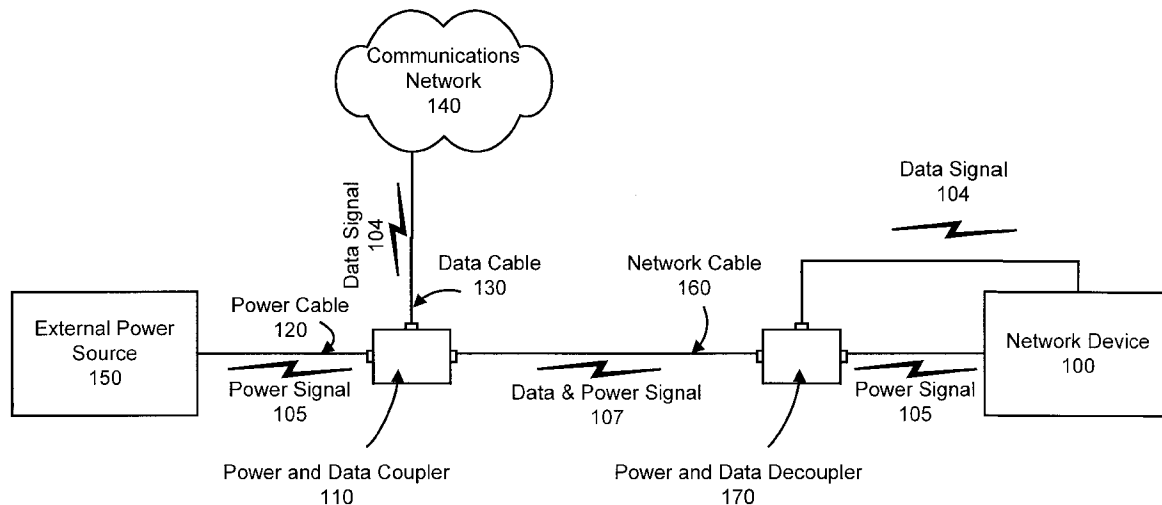 Communications
Network
140
Data Signal
104
Data Signal
104
Data Cable
130
Network Cable
160
Power Cable
120
External Power
Source
150
Network Device
100
Power Signal
105
Data & Power Signal
107
Power Signal
105
Power and Data Coupler
110
Power and Data Decoupler
170